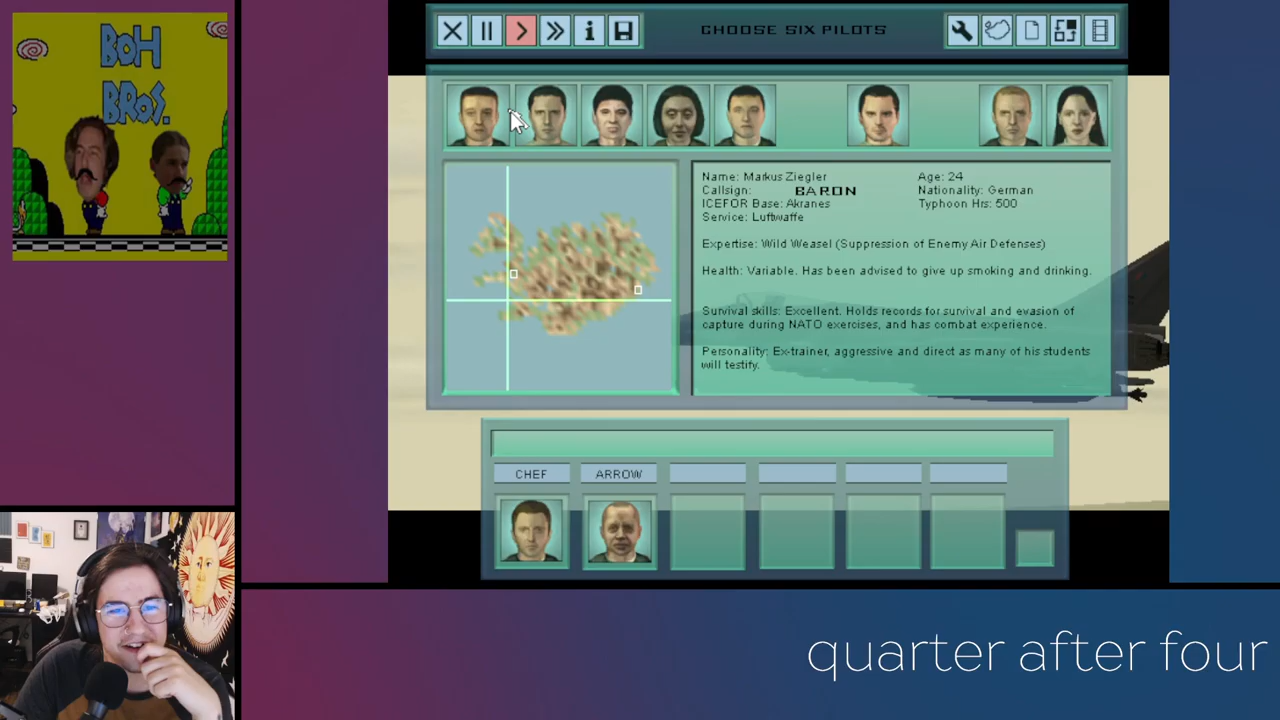 BOH
BROS.
CHOOSE SIX PILOTS
Name: Markus Ziegler
Age: 24
Callsign: BARON
Nationality: German
ICEFOR Base: Akranes
Typhoon Hrs: 500
Service: Luftwaffe
Expertise: Wild Weasel (Suppression of Enemy Air Defenses)
Health: Variable. Has been advised to give up smoking and drinking.
Survival skills: Excellent. Holds records for survival and evasion of
capture during NATO exercises, and has combat experience.
Personality: Ex-trainer, aggressive and direct as many of his students
will testify.
CHEF
ARROW
quarter after four